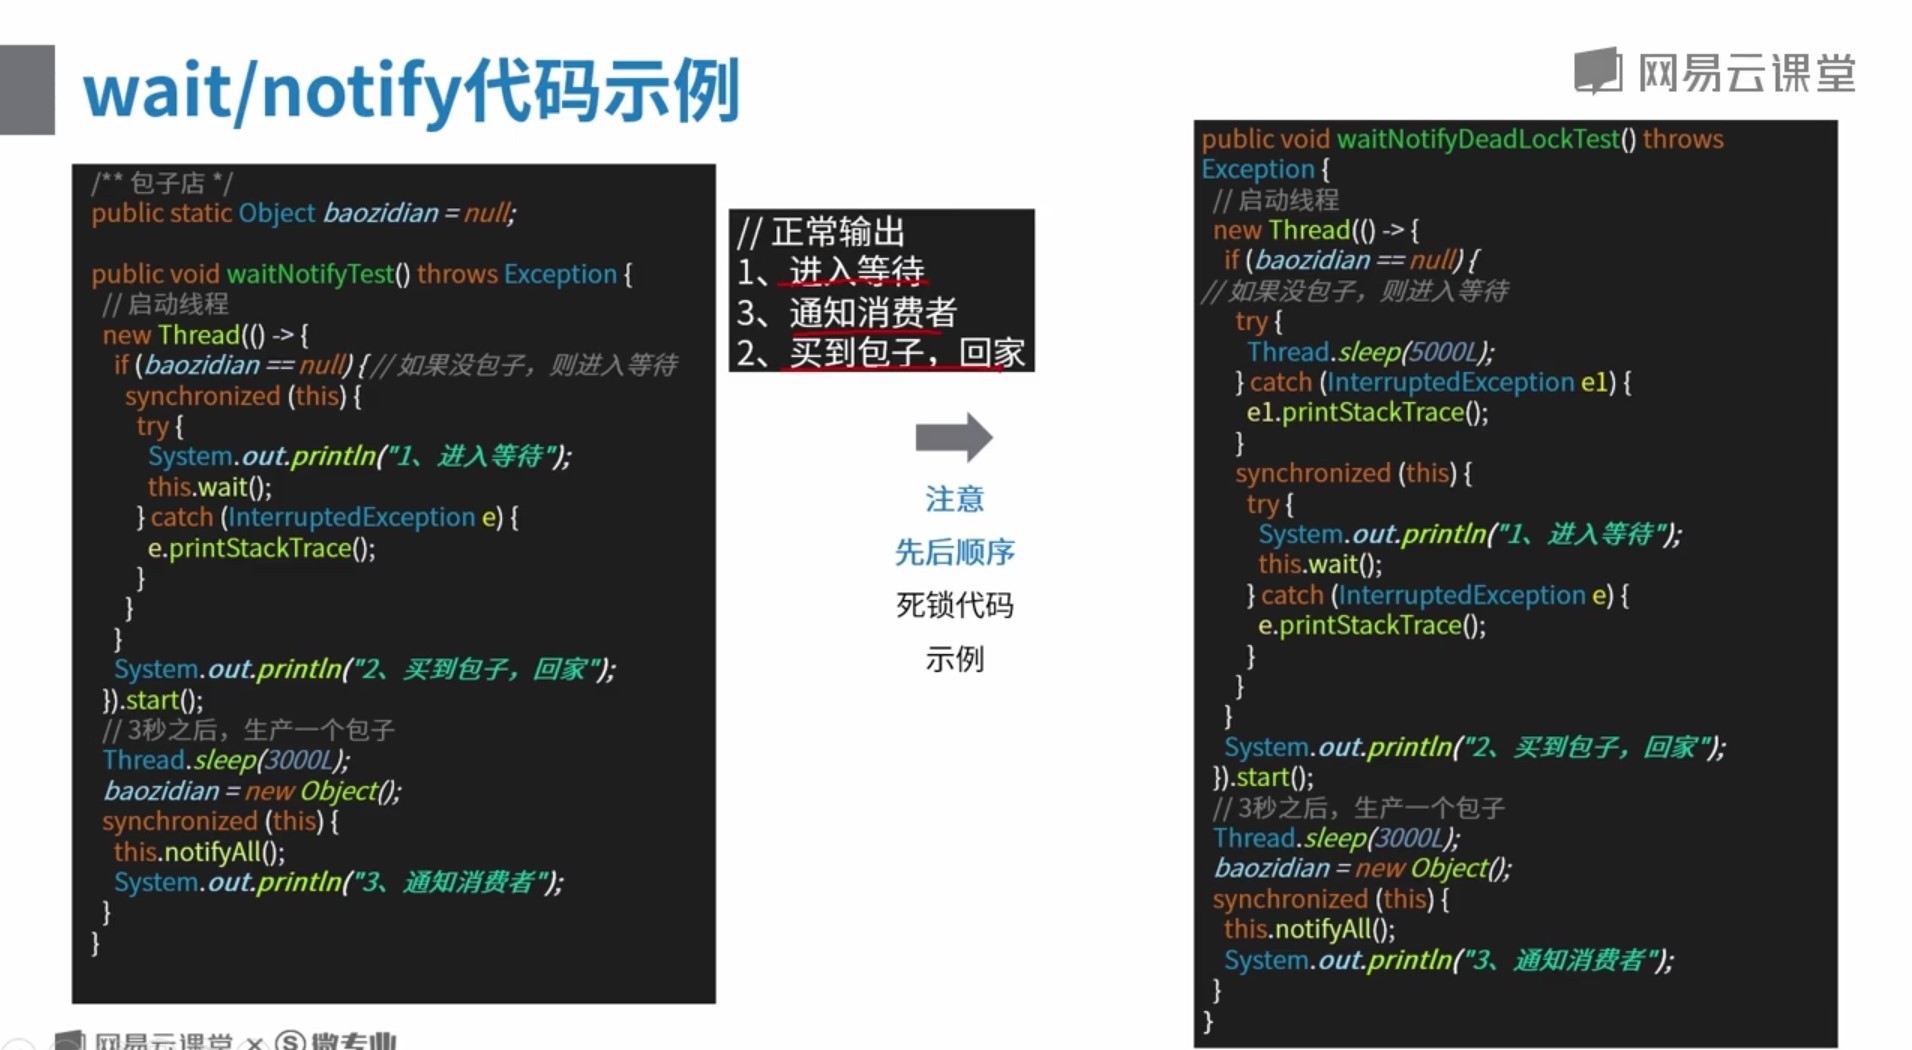 wait/notify代码示例
网易云课堂
/** 包子店 */
public static Object baozidian = null;
public void waitNotifyTest() throws Exception {
// 启动线程
new Thread(() -> {
if (baozidian == null) { // 如果没包子，则进入等待
synchronized (this) {
try {
System.out.println("1、进入等待");
this.wait();
} catch (InterruptedException e) {
e.printStackTrace();
}
}
}
System.out.println("2、买到包子，回家");
}).start();
// 3秒之后，生产一个包子
Thread.sleep(3000L);
baozidian = new Object();
synchronized (this) {
this.notifyAll();
System.out.println("3、通知消费者");
}
}
// 正常输出
1、进入等待
3、通知消费者
2、买到包子，回家
注意
先后顺序
死锁代码
示例
public void waitNotifyDeadLockTest() throws
Exception {
// 启动线程
new Thread(() -> {
if (baozidian == null) {
// 如果没包子，则进入等待
try {
Thread.sleep(5000L);
} catch (InterruptedException e1) {
e1.printStackTrace();
}
synchronized (this) {
try {
System.out.println("1、进入等待");
this.wait();
} catch (InterruptedException e) {
e.printStackTrace();
}
}
}
System.out.println("2、买到包子，回家");
}).start();
// 3秒之后，生产一个包子
Thread.sleep(3000L);
baozidian = new Object();
synchronized (this) {
this.notifyAll();
System.out.println("3、通知消费者");
}
}
网易云课堂 × S 微专业